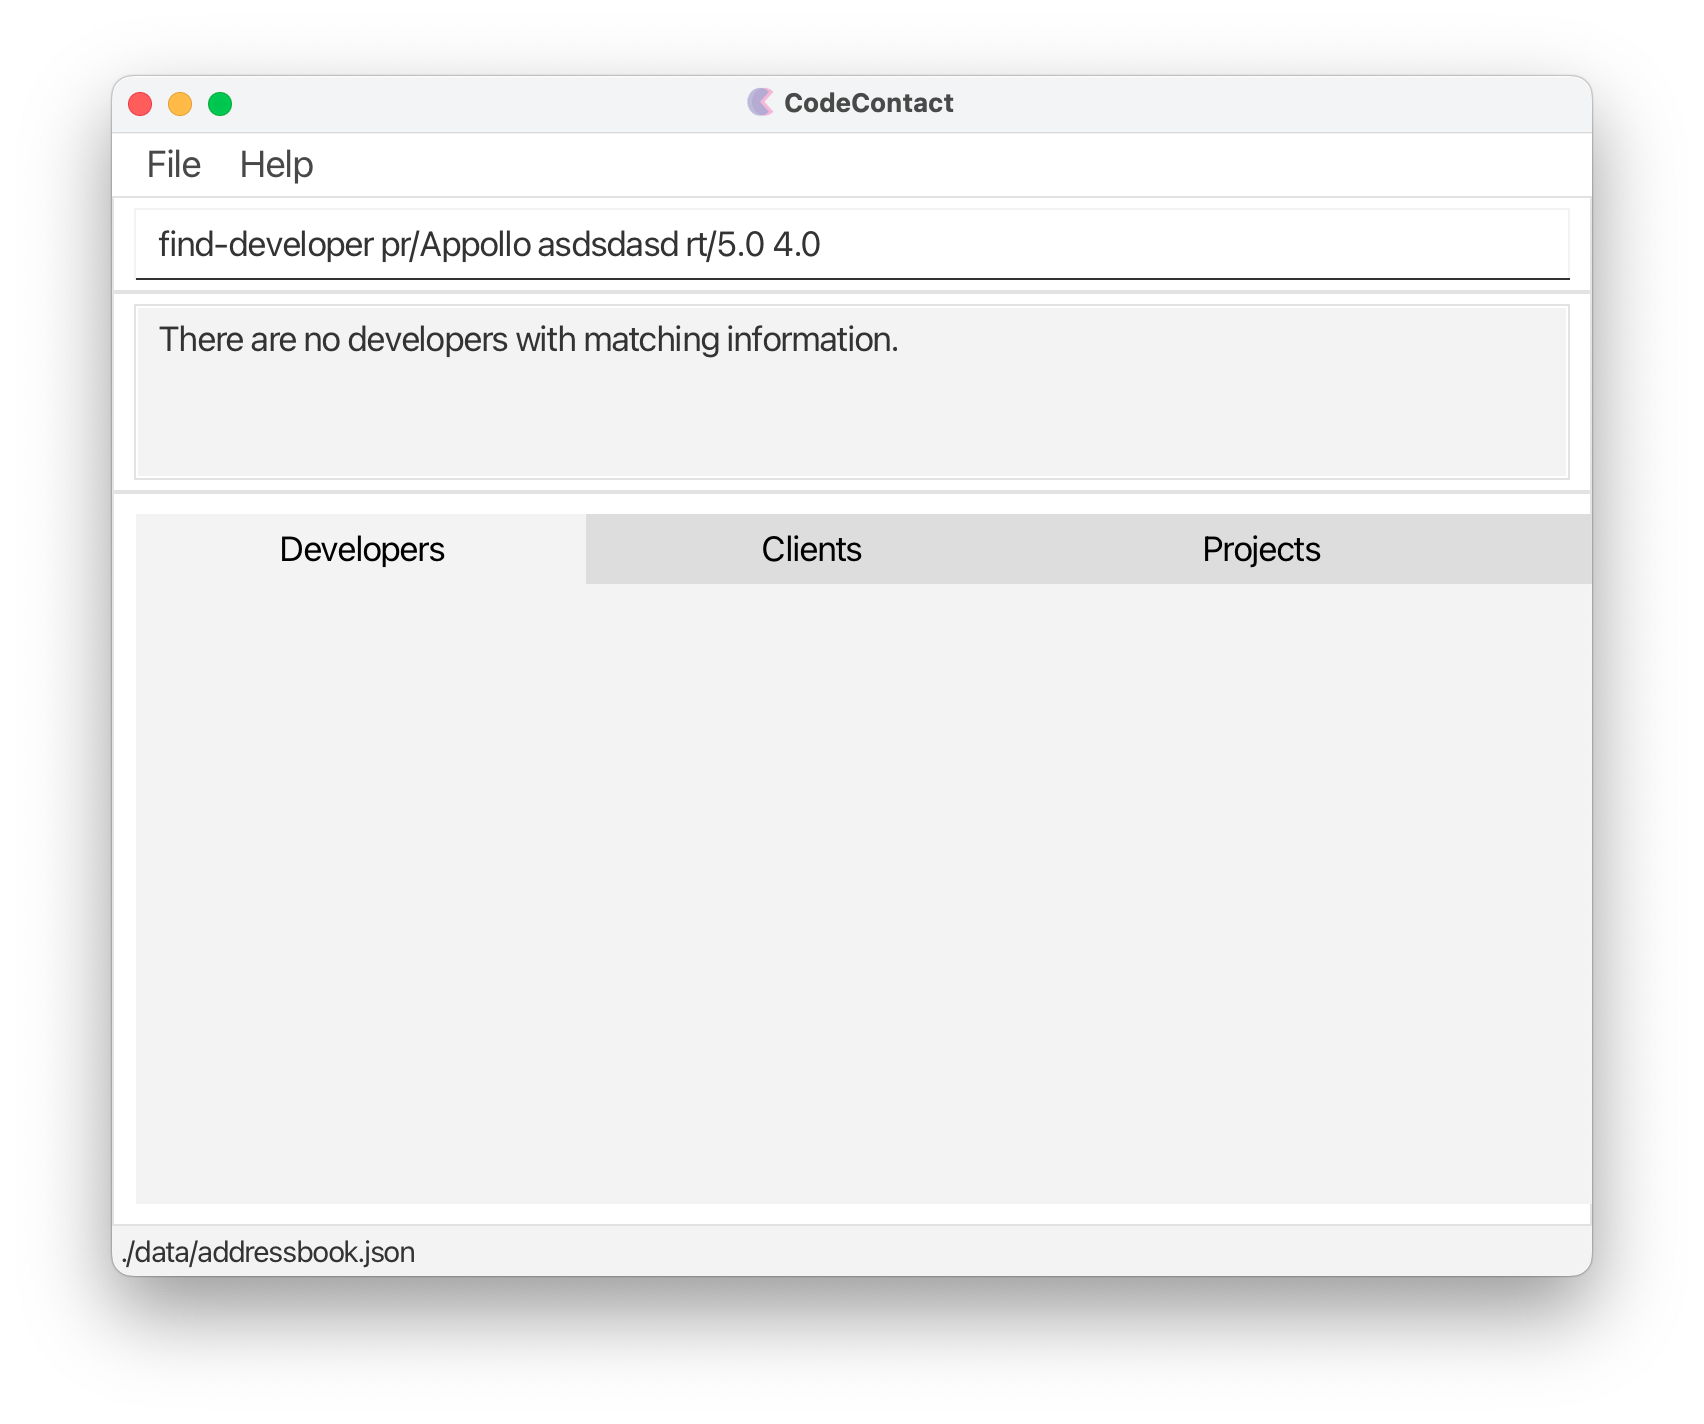 CodeContact
File Help
find-developer pr/Appollo asdsdasd rt/5.0 4.0
There are no developers with matching information.
Developers Clients Projects
./data/addressbook.json